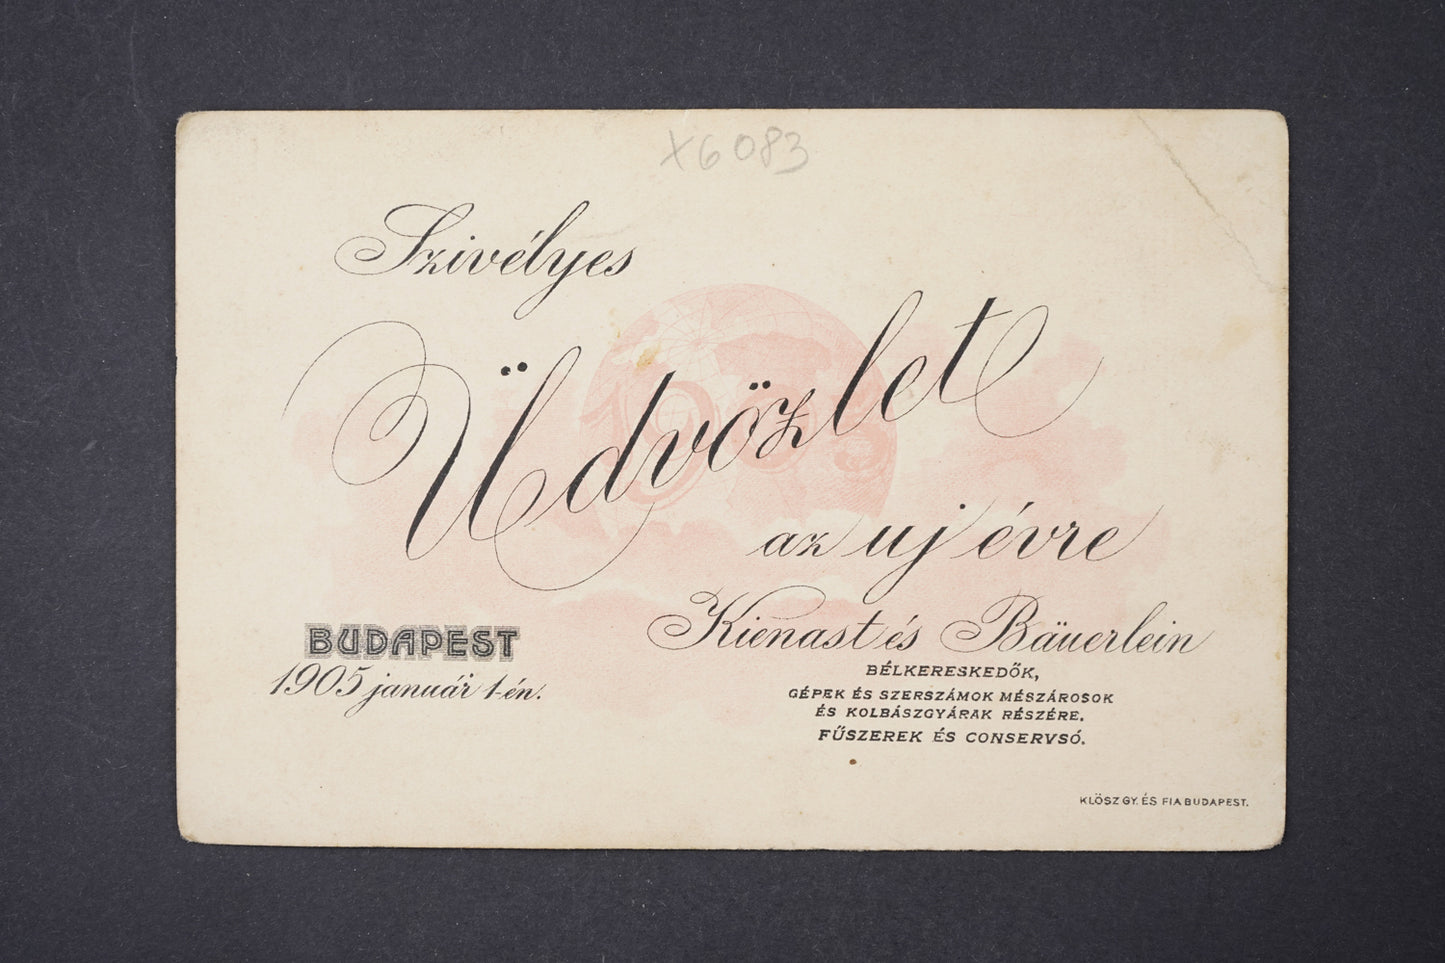 X6083
Szivélyes
Üdvözlet
1905
az uj évre
BUDAPEST
1905 január 1-én.
Kienast és Bäuerlein
BÉLKERESKEDŐK,
GÉPEK ÉS SZERSZÁMOK MÉSZÁROSOK
ÉS KOLBÁSZGYÁRAK RÉSZÉRE.
FŰSZEREK ÉS CONSERVSÓ.
KLÖSZ GY. ÉS FIA BUDAPEST.